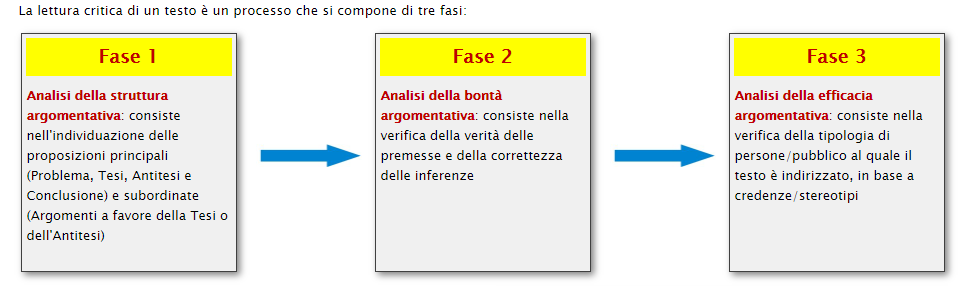 La lettura critica di un testo è un processo che si compone di tre fasi:
Fase 1
Analisi della struttura
argomentativa: consiste
nell'individuazione delle
proposizioni principali
(Problema, Tesi, Antitesi e
Conclusione) e subordinate
(Argomenti a favore della Tesi o
dell'Antitesi)
Fase 2
Analisi della bontà
argomentativa: consiste nella
verifica della verità delle
premesse e della correttezza
delle inferenze
Fase 3
Analisi della efficacia
argomentativa: consiste nella
verifica della tipologia di
persone/pubblico al quale il
testo è indirizzato, in base a
credenze/stereotipi